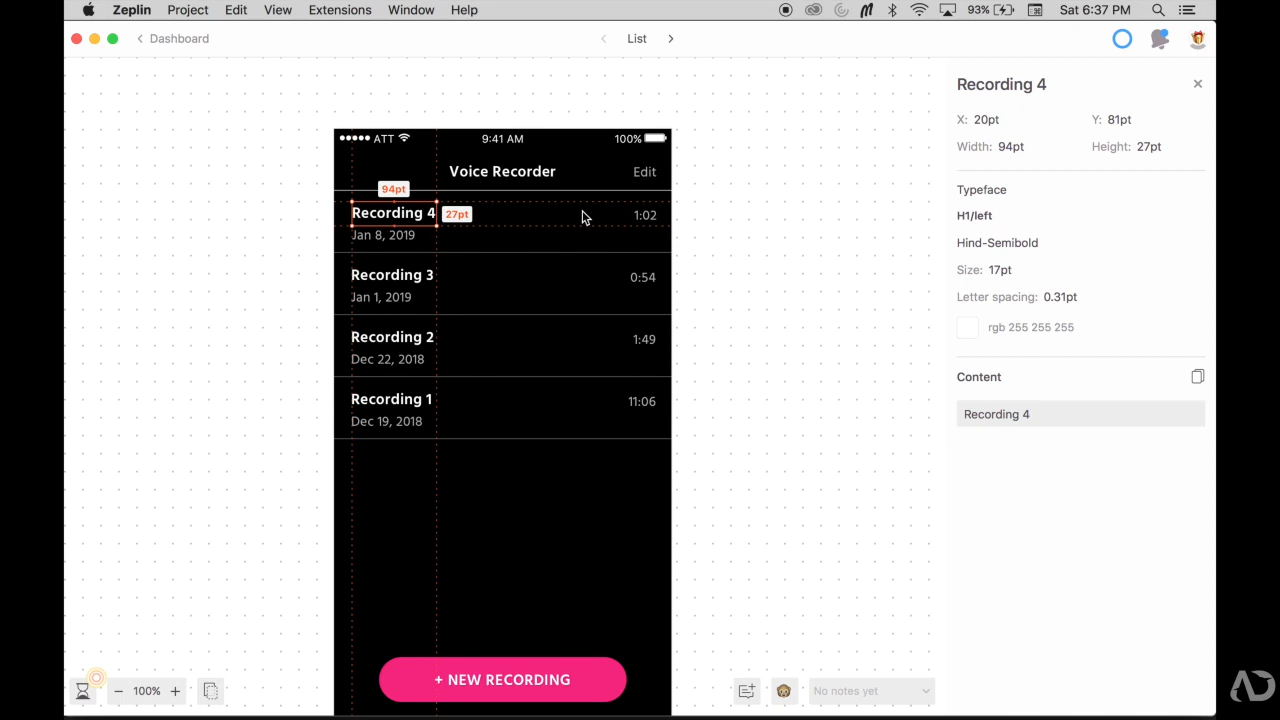 Zeplin Project Edit View Extensions Window Help 93% Sat 6:37 PM
Dashboard List
Recording 4
X: 20pt Y: 81pt
Width: 94pt Height: 27pt
Typeface
H1/left
Hind-Semibold
Size: 17pt
Letter spacing: 0.31pt
rgb 255 255 255
Content
Recording 4
ATT 9:41 AM 100%
Voice Recorder Edit
94pt
Recording 4 27pt 1:02
Jan 8, 2019
Recording 3 0:54
Jan 1, 2019
Recording 2 1:49
Dec 22, 2018
Recording 1 11:06
Dec 19, 2018
+ NEW RECORDING
100%
No notes yet